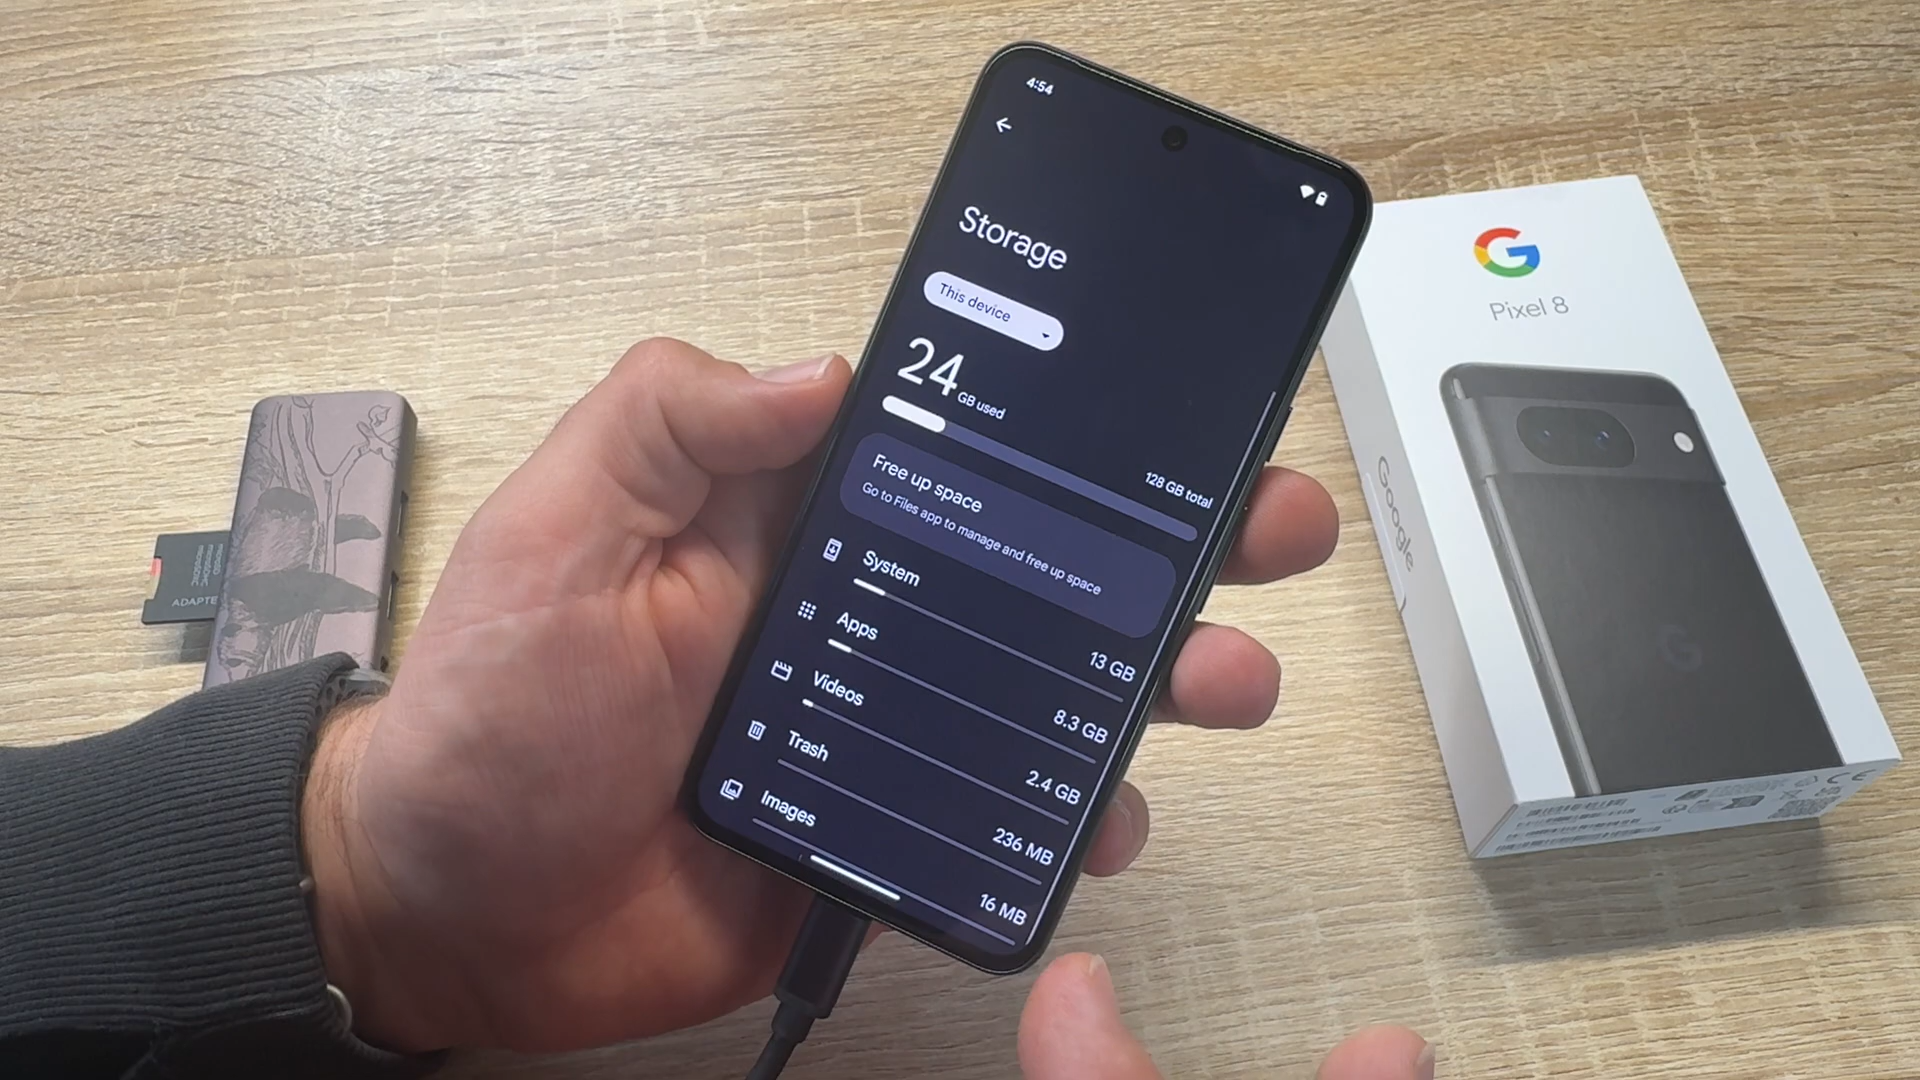 4:54
Storage
This device
24 GB used
128 GB total
Free up space
Go to Files app to manage and free up space
System
13 GB
Apps
8.3 GB
Videos
2.4 GB
Trash
236 MB
Images
16 MB
G
Pixel 8
Google
G
CE
ADAPTE